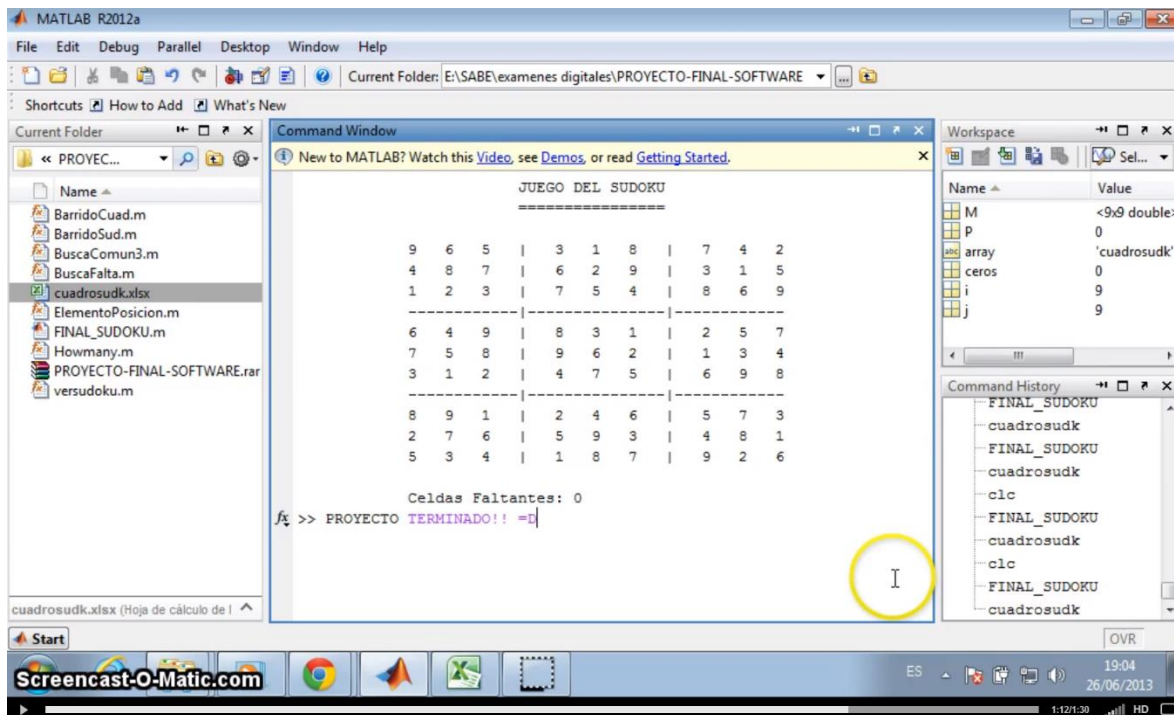 MATLAB R2012a
File Edit Debug Parallel Desktop Window Help
Current Folder: E:\SABE\examenes digitales\PROYECTO-FINAL-SOFTWARE
Shortcuts How to Add What's New
Current Folder
« PROYEC...
Name
BarridoCuad.m
BarridoSud.m
BuscaComun3.m
BuscaFalta.m
cuadrosudk.xlsx
ElementoPosicion.m
FINAL_SUDOKU.m
Howmany.m
PROYECTO-FINAL-SOFTWARE.rar
versudoku.m
cuadrosudk.xlsx (Hoja de cálculo de
Command Window
New to MATLAB? Watch this Video, see Demos, or read Getting Started.
JUEGO DEL SUDOKU
================
9 6 5 | 3 1 8 | 7 4 2
4 8 7 | 6 2 9 | 3 1 5
1 2 3 | 7 5 4 | 8 6 9
------------|---------------|------------
6 4 9 | 8 3 1 | 2 5 7
7 5 8 | 9 6 2 | 1 3 4
3 1 2 | 4 7 5 | 6 9 8
------------|---------------|------------
8 9 1 | 2 4 6 | 5 7 3
2 7 6 | 5 9 3 | 4 8 1
5 3 4 | 1 8 7 | 9 2 6
Celdas Faltantes: 0
fx >> PROYECTO TERMINADO!! =D
Workspace
Sel...
Name Value
M <9x9 double>
P 0
abc array 'cuadrosudk'
ceros 0
i 9
j 9
Command History
FINAL_SUDOKU
cuadrosudk
FINAL_SUDOKU
cuadrosudk
clc
FINAL_SUDOKU
cuadrosudk
clc
FINAL_SUDOKU
cuadrosudk
Start
OVR
Screencast-O-Matic.com
ES
19:04
26/06/2013
1:12/1:30 HD